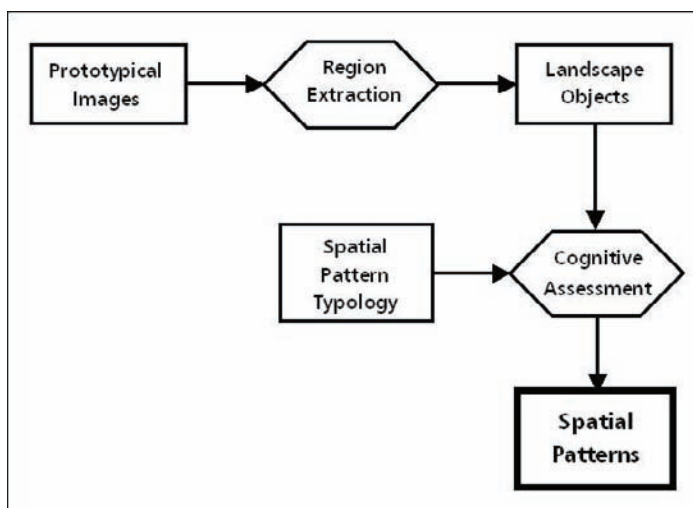 Prototypical
Images
Region
Extraction
Landscape
Objects
Spatial
Pattern
Typology
Cognitive
Assessment
Spatial
Patterns